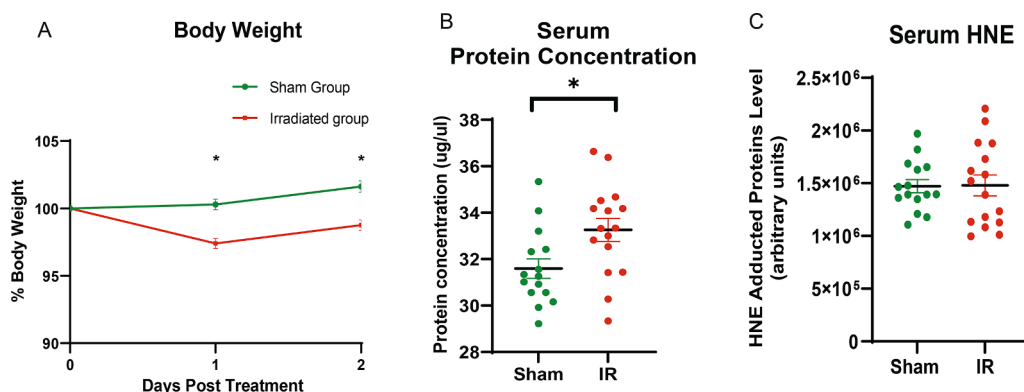 A
Body Weight
Sham Group
Irradiated group
% Body Weight
105
100
95
90
*
*
0
1
2
Days Post Treatment
B
Serum
Protein Concentration
*
Protein concentration (ug/ul)
38
36
34
32
30
28
Sham
IR
C
Serum HNE
HNE Adducted Proteins Level
(arbitrary units)
2.5×10⁶
2×10⁶
1.5×10⁶
1×10⁶
5×10⁵
0
Sham
IR